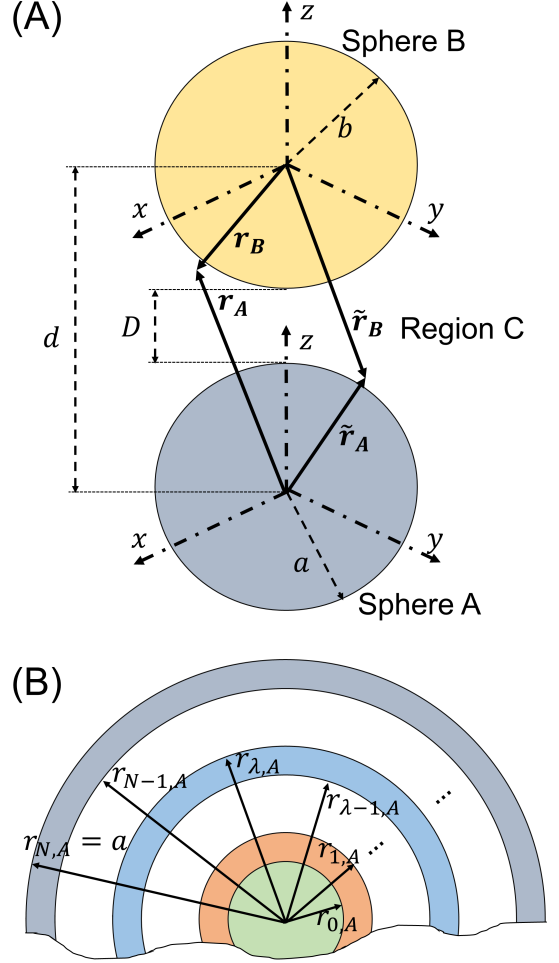 (A)
z
Sphere B
b
x
y
r_B
r_A
r̃_B
Region C
d
D
z
r̃_A
x
y
a
Sphere A
(B)
r_{λ,A}
r_{N−1,A}
r_{λ−1,A}
...
r_{N,A} = a
r_{1,A}
...
r_{0,A}